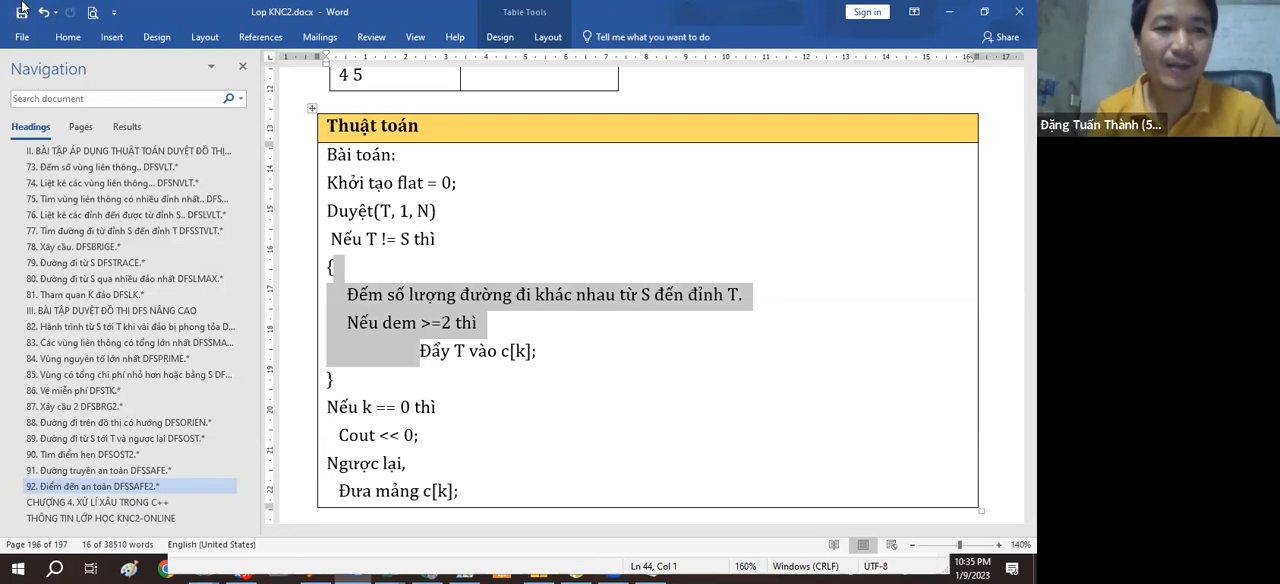 Lop KNC2.docx - Word
Table Tools
Sign in
File
Home
Insert
Design
Layout
References
Mailings
Review
View
Help
Design
Layout
Tell me what you want to do
Share
Navigation
Search document
Headings
Pages
Results
II. BÀI TẬP ÁP DỤNG THUẬT TOÁN DUYỆT ĐỒ THỊ...
73. Đếm số vùng liên thông.. DFSVLT.*
74. Liệt kê các vùng liên thông... DFSNVLT.*
75. Tìm vùng liên thông có nhiều đỉnh nhất.. DFS...
76. Liệt kê các đỉnh đến được từ đỉnh S.. DFSLVLT.*
77. Tìm đường đi từ đỉnh S đến đỉnh T DFSSTVLT.*
78. Xây cầu. DFSBRIGE.*
79. Đường đi từ S DFSTRACE.*
80. Đường đi từ S qua nhiều đảo nhất DFSLMAX.*
81. Tham quan K đảo DFSLK.*
III. BÀI TẬP DUYỆT ĐỒ THỊ DFS NÂNG CAO
82. Hành trình từ S tới T khi vài đảo bị phong tỏa D...
83. Các vùng liên thông có tổng lớn nhất DFSSMA...
84. Vùng nguyên tố lớn nhất DFSPRIME.*
85. Vùng có tổng chi phí nhỏ hơn hoặc bằng S DF...
86. Vé miễn phí DFSTK.*
87. Xây cầu 2 DFSBRG2.*
88. Đường đi trên đồ thị có hướng DFSORIEN.*
89. Đường đi từ S tới T và ngược lại DFSOST.*
90. Tìm điểm hẹn DFSOST2.*
91. Đường truyền an toàn DFSSAFE.*
92. Điểm đến an toàn DFSSAFE2.*
CHƯƠNG 4. XỬ LÍ XÂU TRONG C++
THÔNG TIN LỚP HỌC KNC2-ONLINE
4 5
Thuật toán
Bài toán:
Khởi tạo flat = 0;
Duyệt(T, 1, N)
Nếu T != S thì
{
Đếm số lượng đường đi khác nhau từ S đến đỉnh T.
Nếu dem >=2 thì
Đẩy T vào c[k];
}
Nếu k == 0 thì
Cout << 0;
Ngược lại,
Đưa mảng c[k];
Đặng Tuấn Thành (5...
Page 196 of 197
16 of 38510 words
English (United States)
140%
Ln 44, Col 1
160%
Windows (CRLF)
UTF-8
10:35 PM
1/9/2023